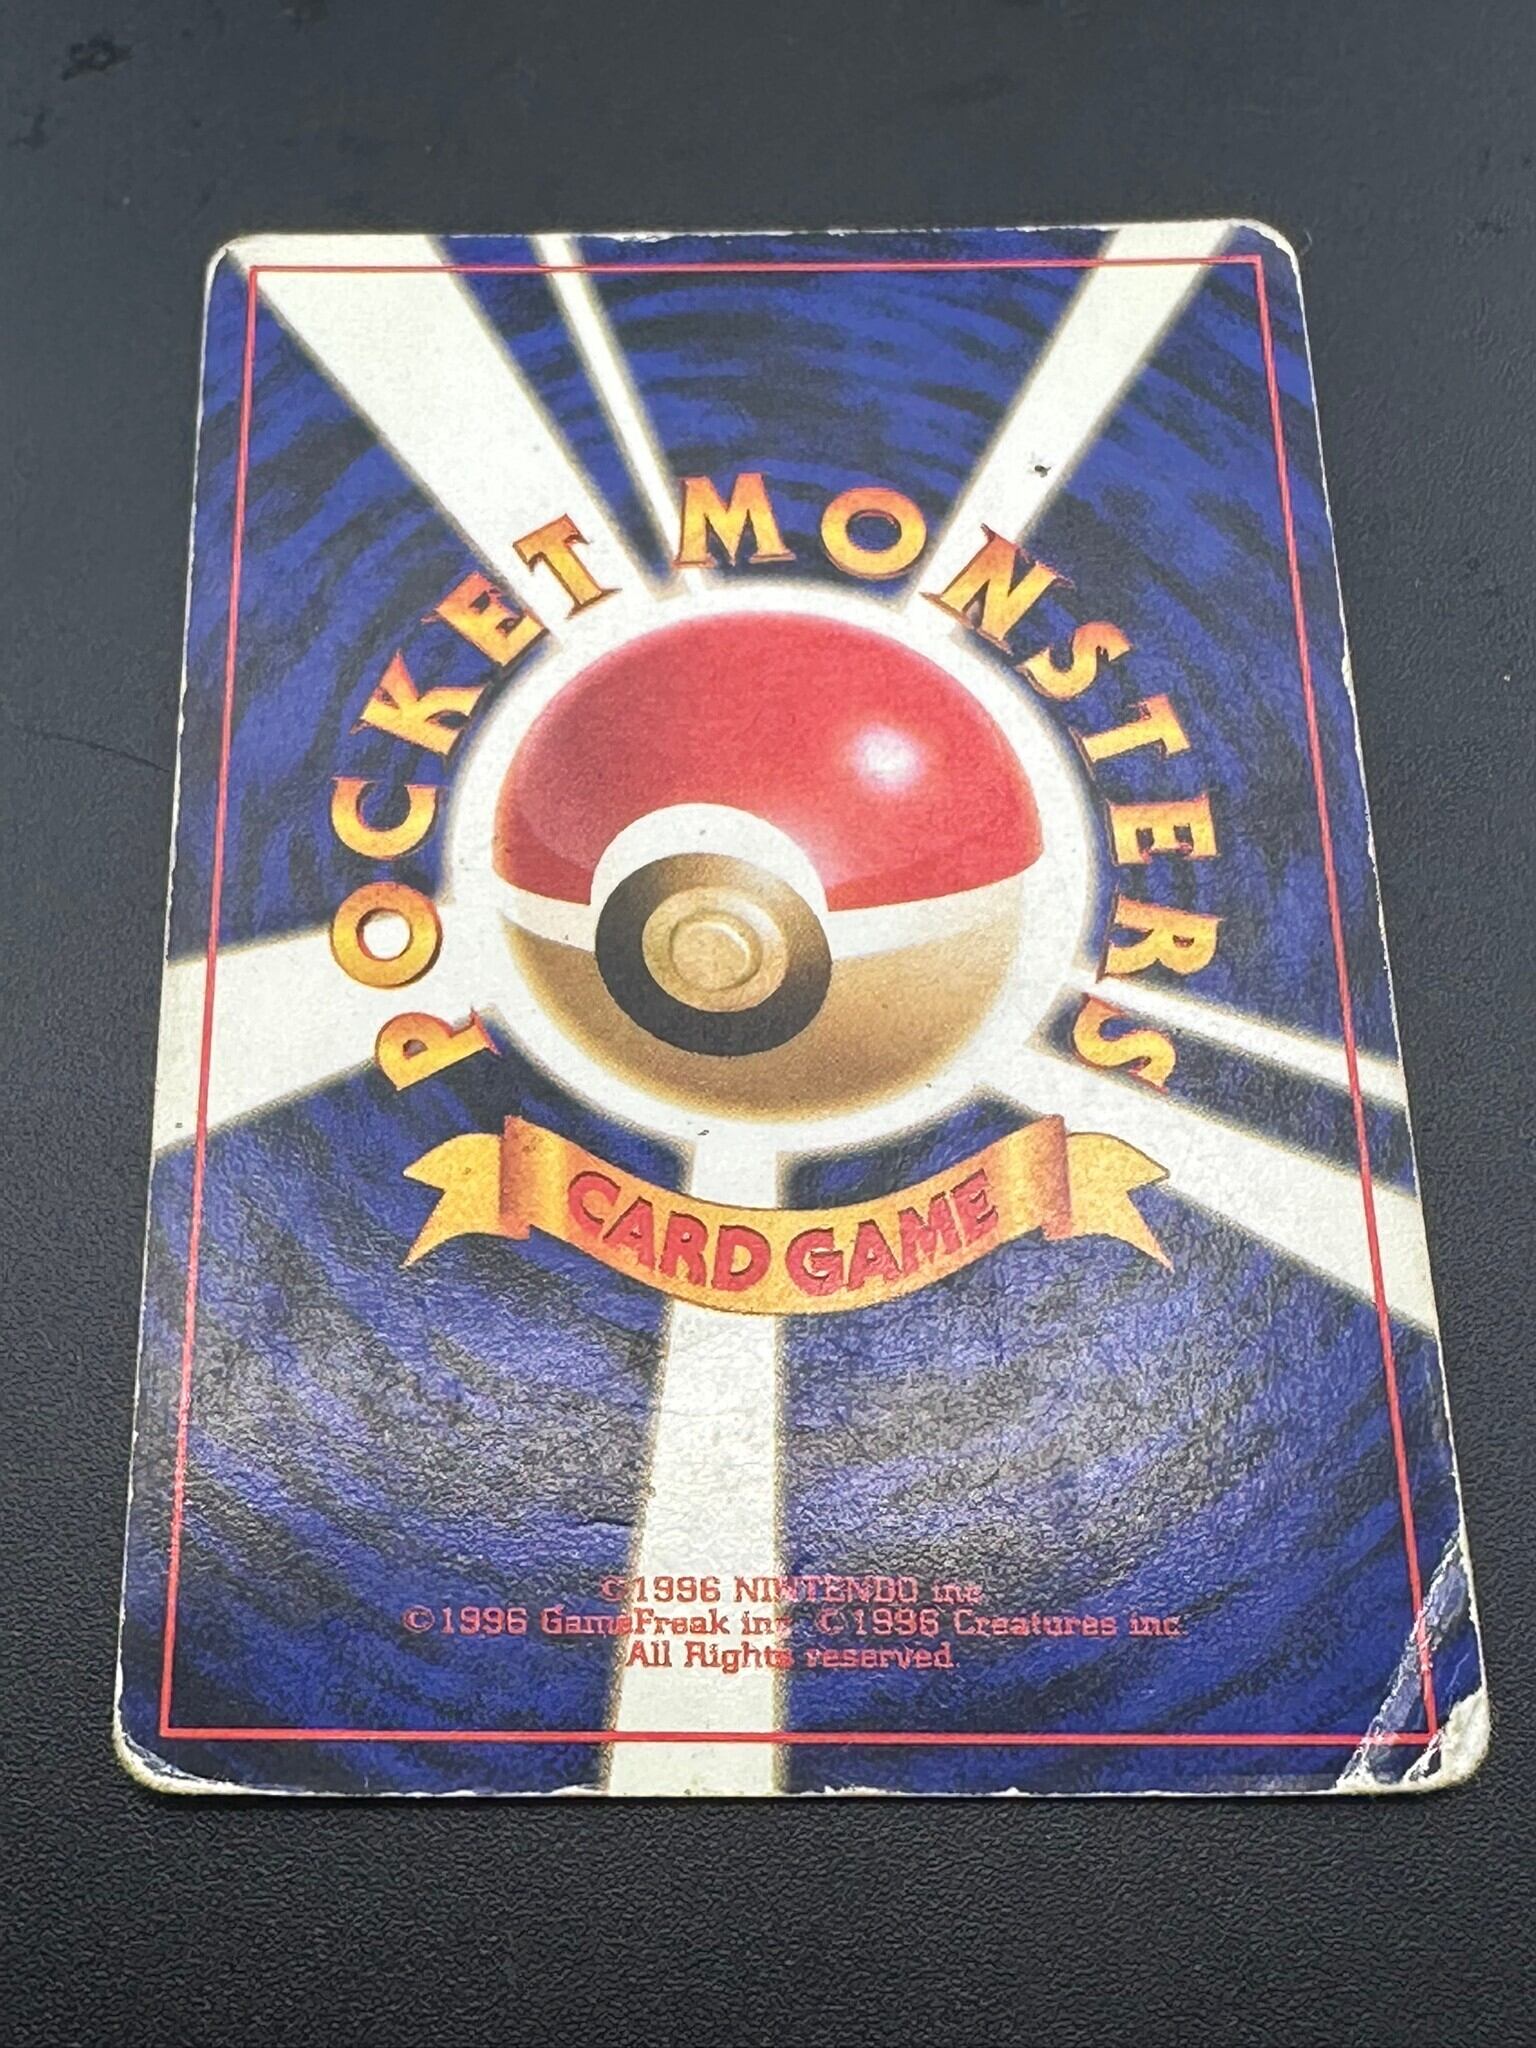 POCKET MONSTERS
CARD GAME
©1996 NINTENDO inc.
©1996 GameFreak inc. ©1996 Creatures inc.
All Rights reserved.